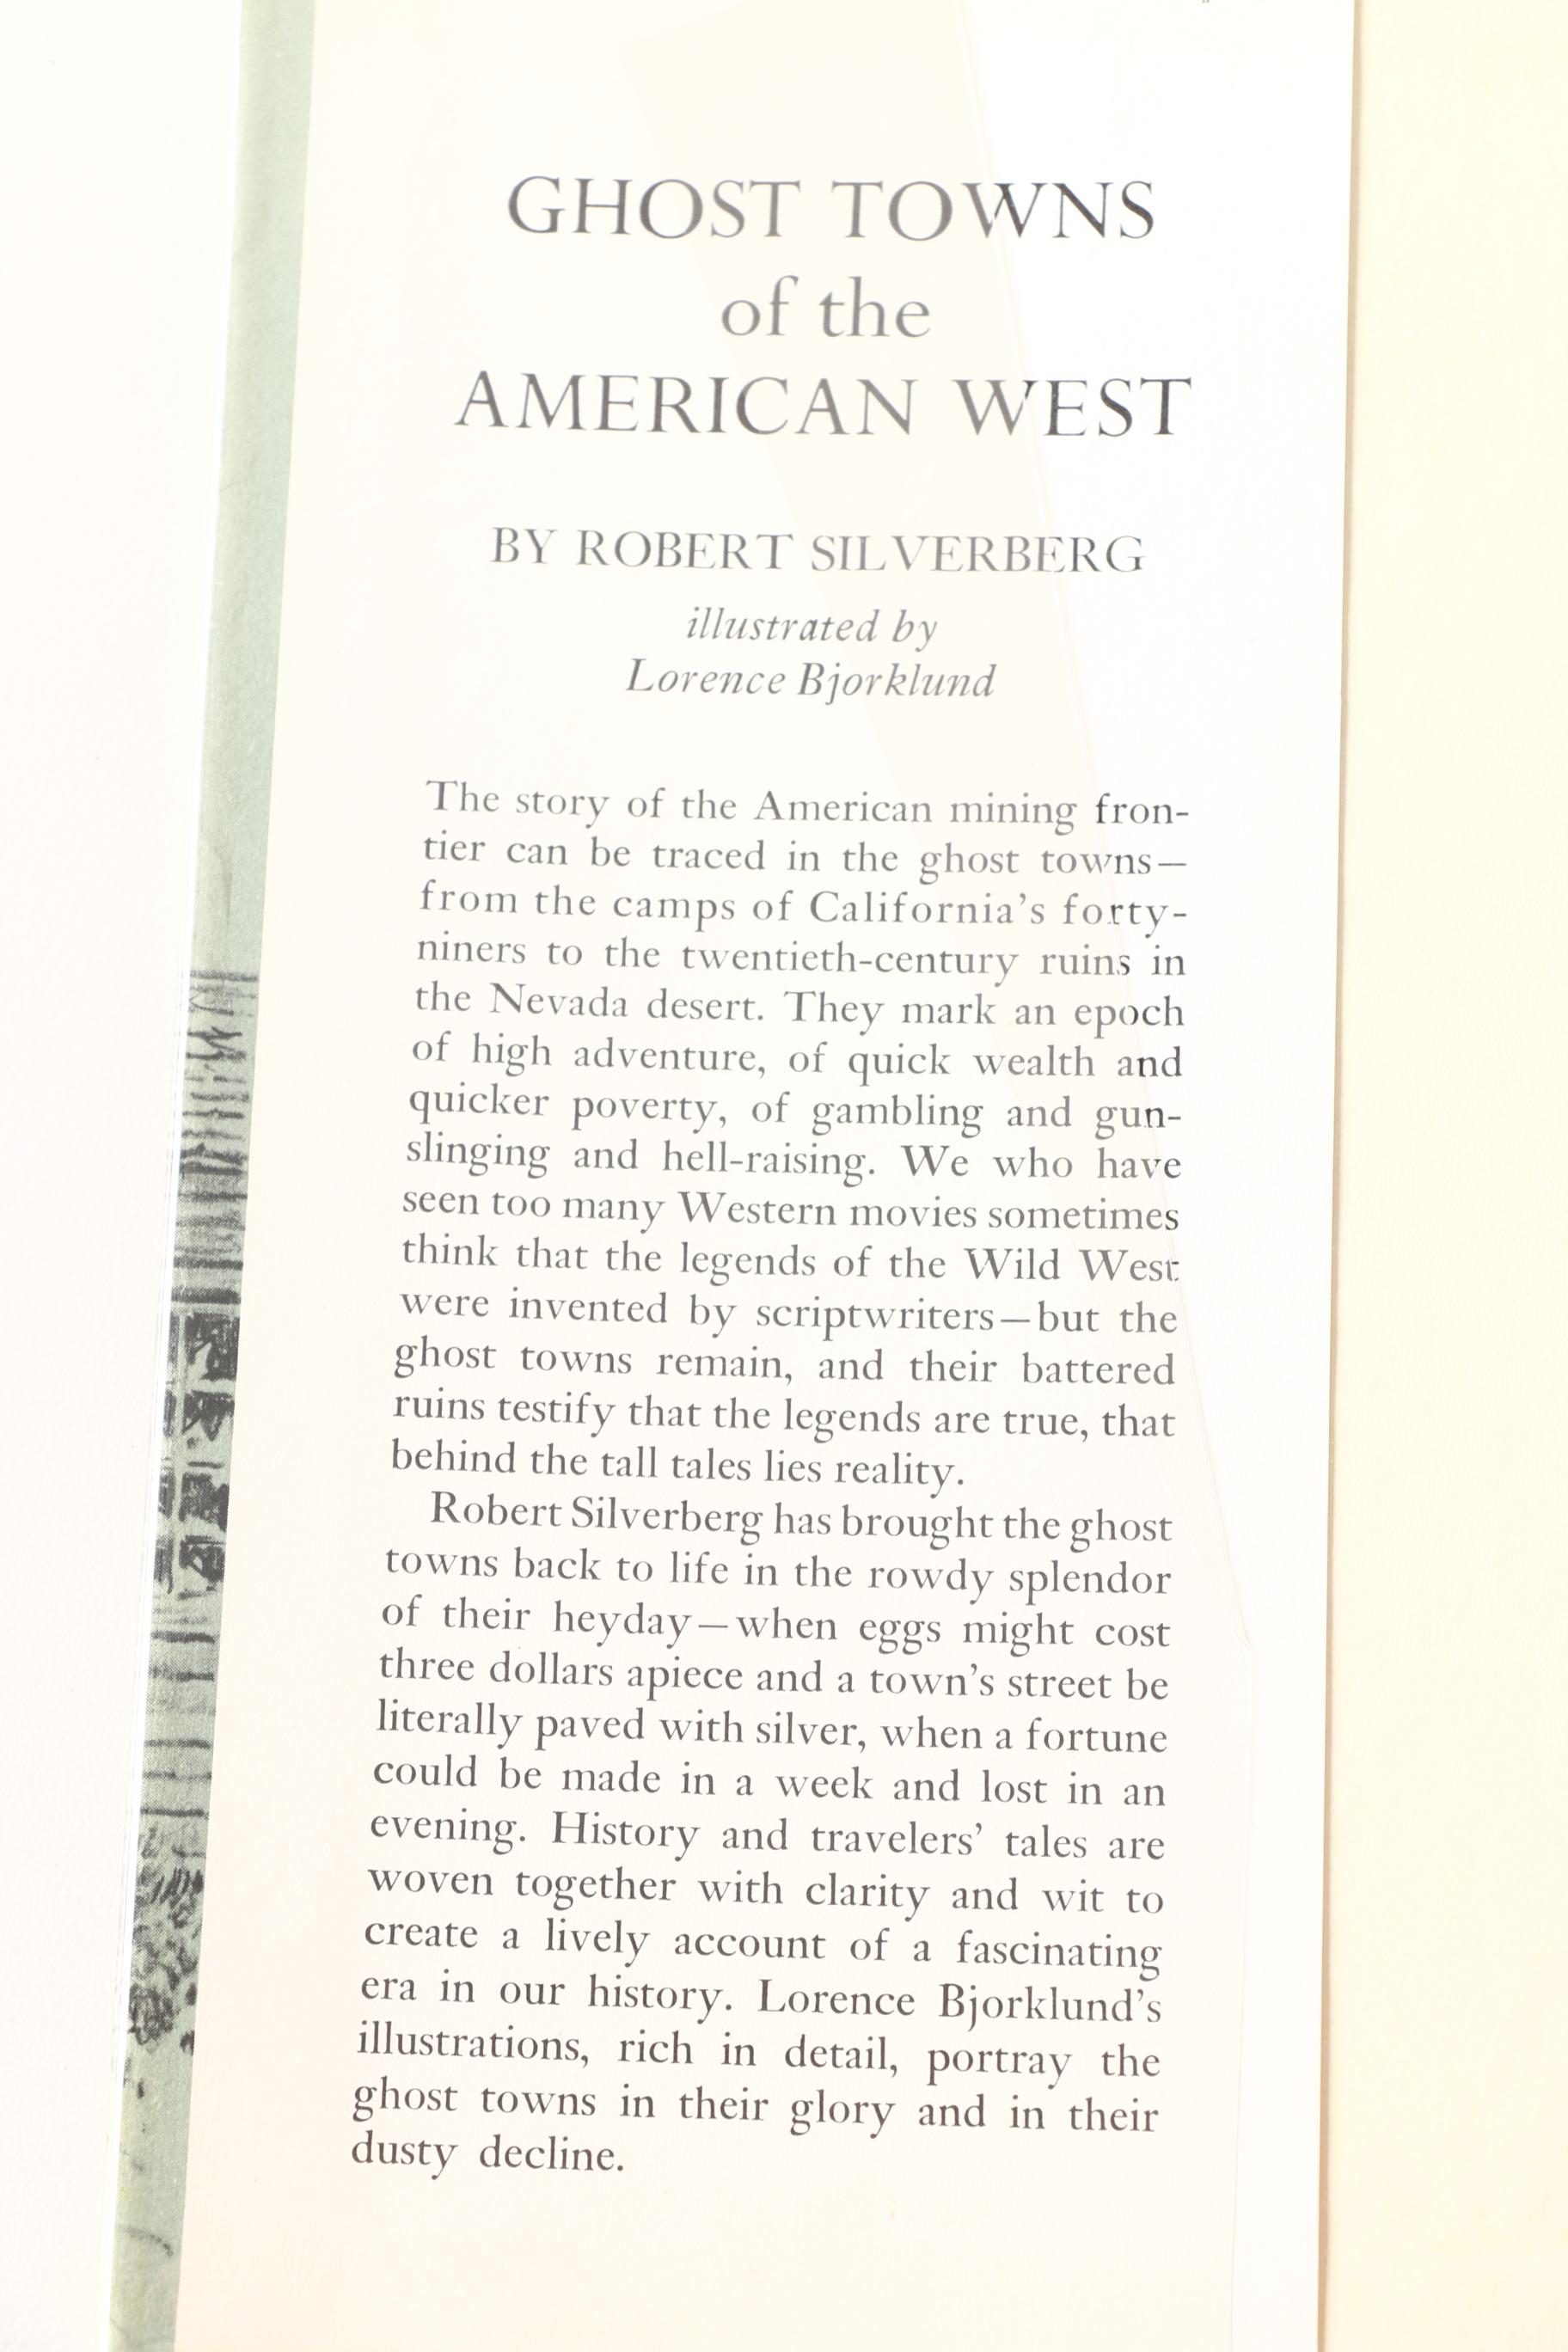 GHOST TOWNS
of the
AMERICAN WEST
BY ROBERT SILVERBERG
illustrated by
Lorence Bjorklund
The story of the American mining fron-
tier can be traced in the ghost towns—
from the camps of California's forty-
niners to the twentieth-century ruins in
the Nevada desert. They mark an epoch
of high adventure, of quick wealth and
quicker poverty, of gambling and gun-
slinging and hell-raising. We who have
seen too many Western movies sometimes
think that the legends of the Wild West
were invented by scriptwriters—but the
ghost towns remain, and their battered
ruins testify that the legends are true, that
behind the tall tales lies reality.
Robert Silverberg has brought the ghost
towns back to life in the rowdy splendor
of their heyday—when eggs might cost
three dollars apiece and a town's street be
literally paved with silver, when a fortune
could be made in a week and lost in an
evening. History and travelers' tales are
woven together with clarity and wit to
create a lively account of a fascinating
era in our history. Lorence Bjorklund's
illustrations, rich in detail, portray the
ghost towns in their glory and in their
dusty decline.